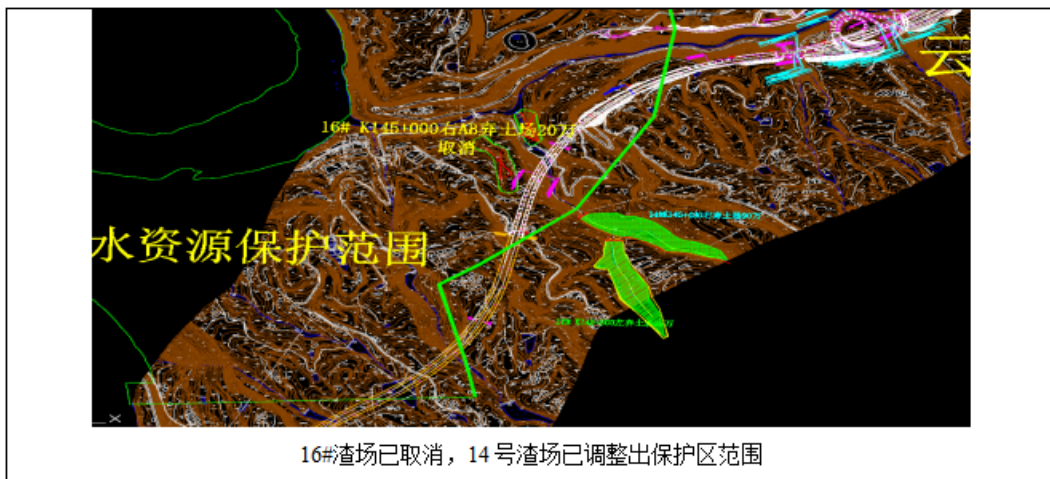 云
16# K145+000右A8弃土场20万
取消
水资源保护范围
16#渣场已取消，14号渣场已调整出保护区范围